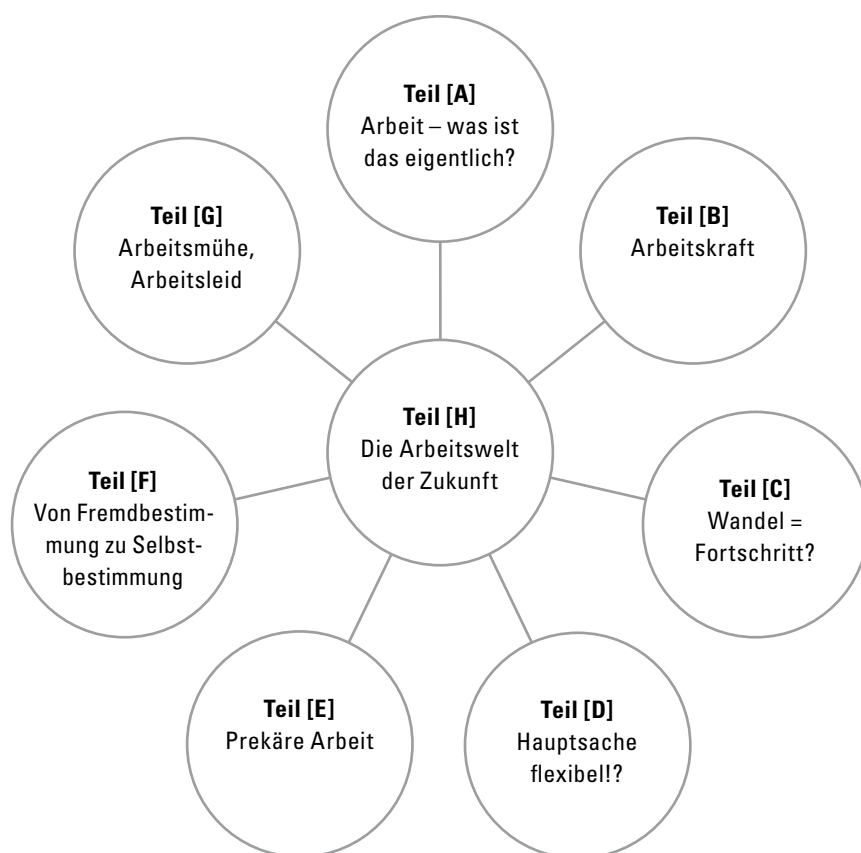 Teil [A]
Arbeit – was ist
das eigentlich?
Teil [G]
Arbeitsmühe,
Arbeitsleid
Teil [B]
Arbeitskraft
Teil [H]
Die Arbeitswelt
der Zukunft
Teil [F]
Von Fremdbestim-
mung zu Selbst-
bestimmung
Teil [C]
Wandel =
Fortschritt?
Teil [E]
Prekäre Arbeit
Teil [D]
Hauptsache
flexibel!?